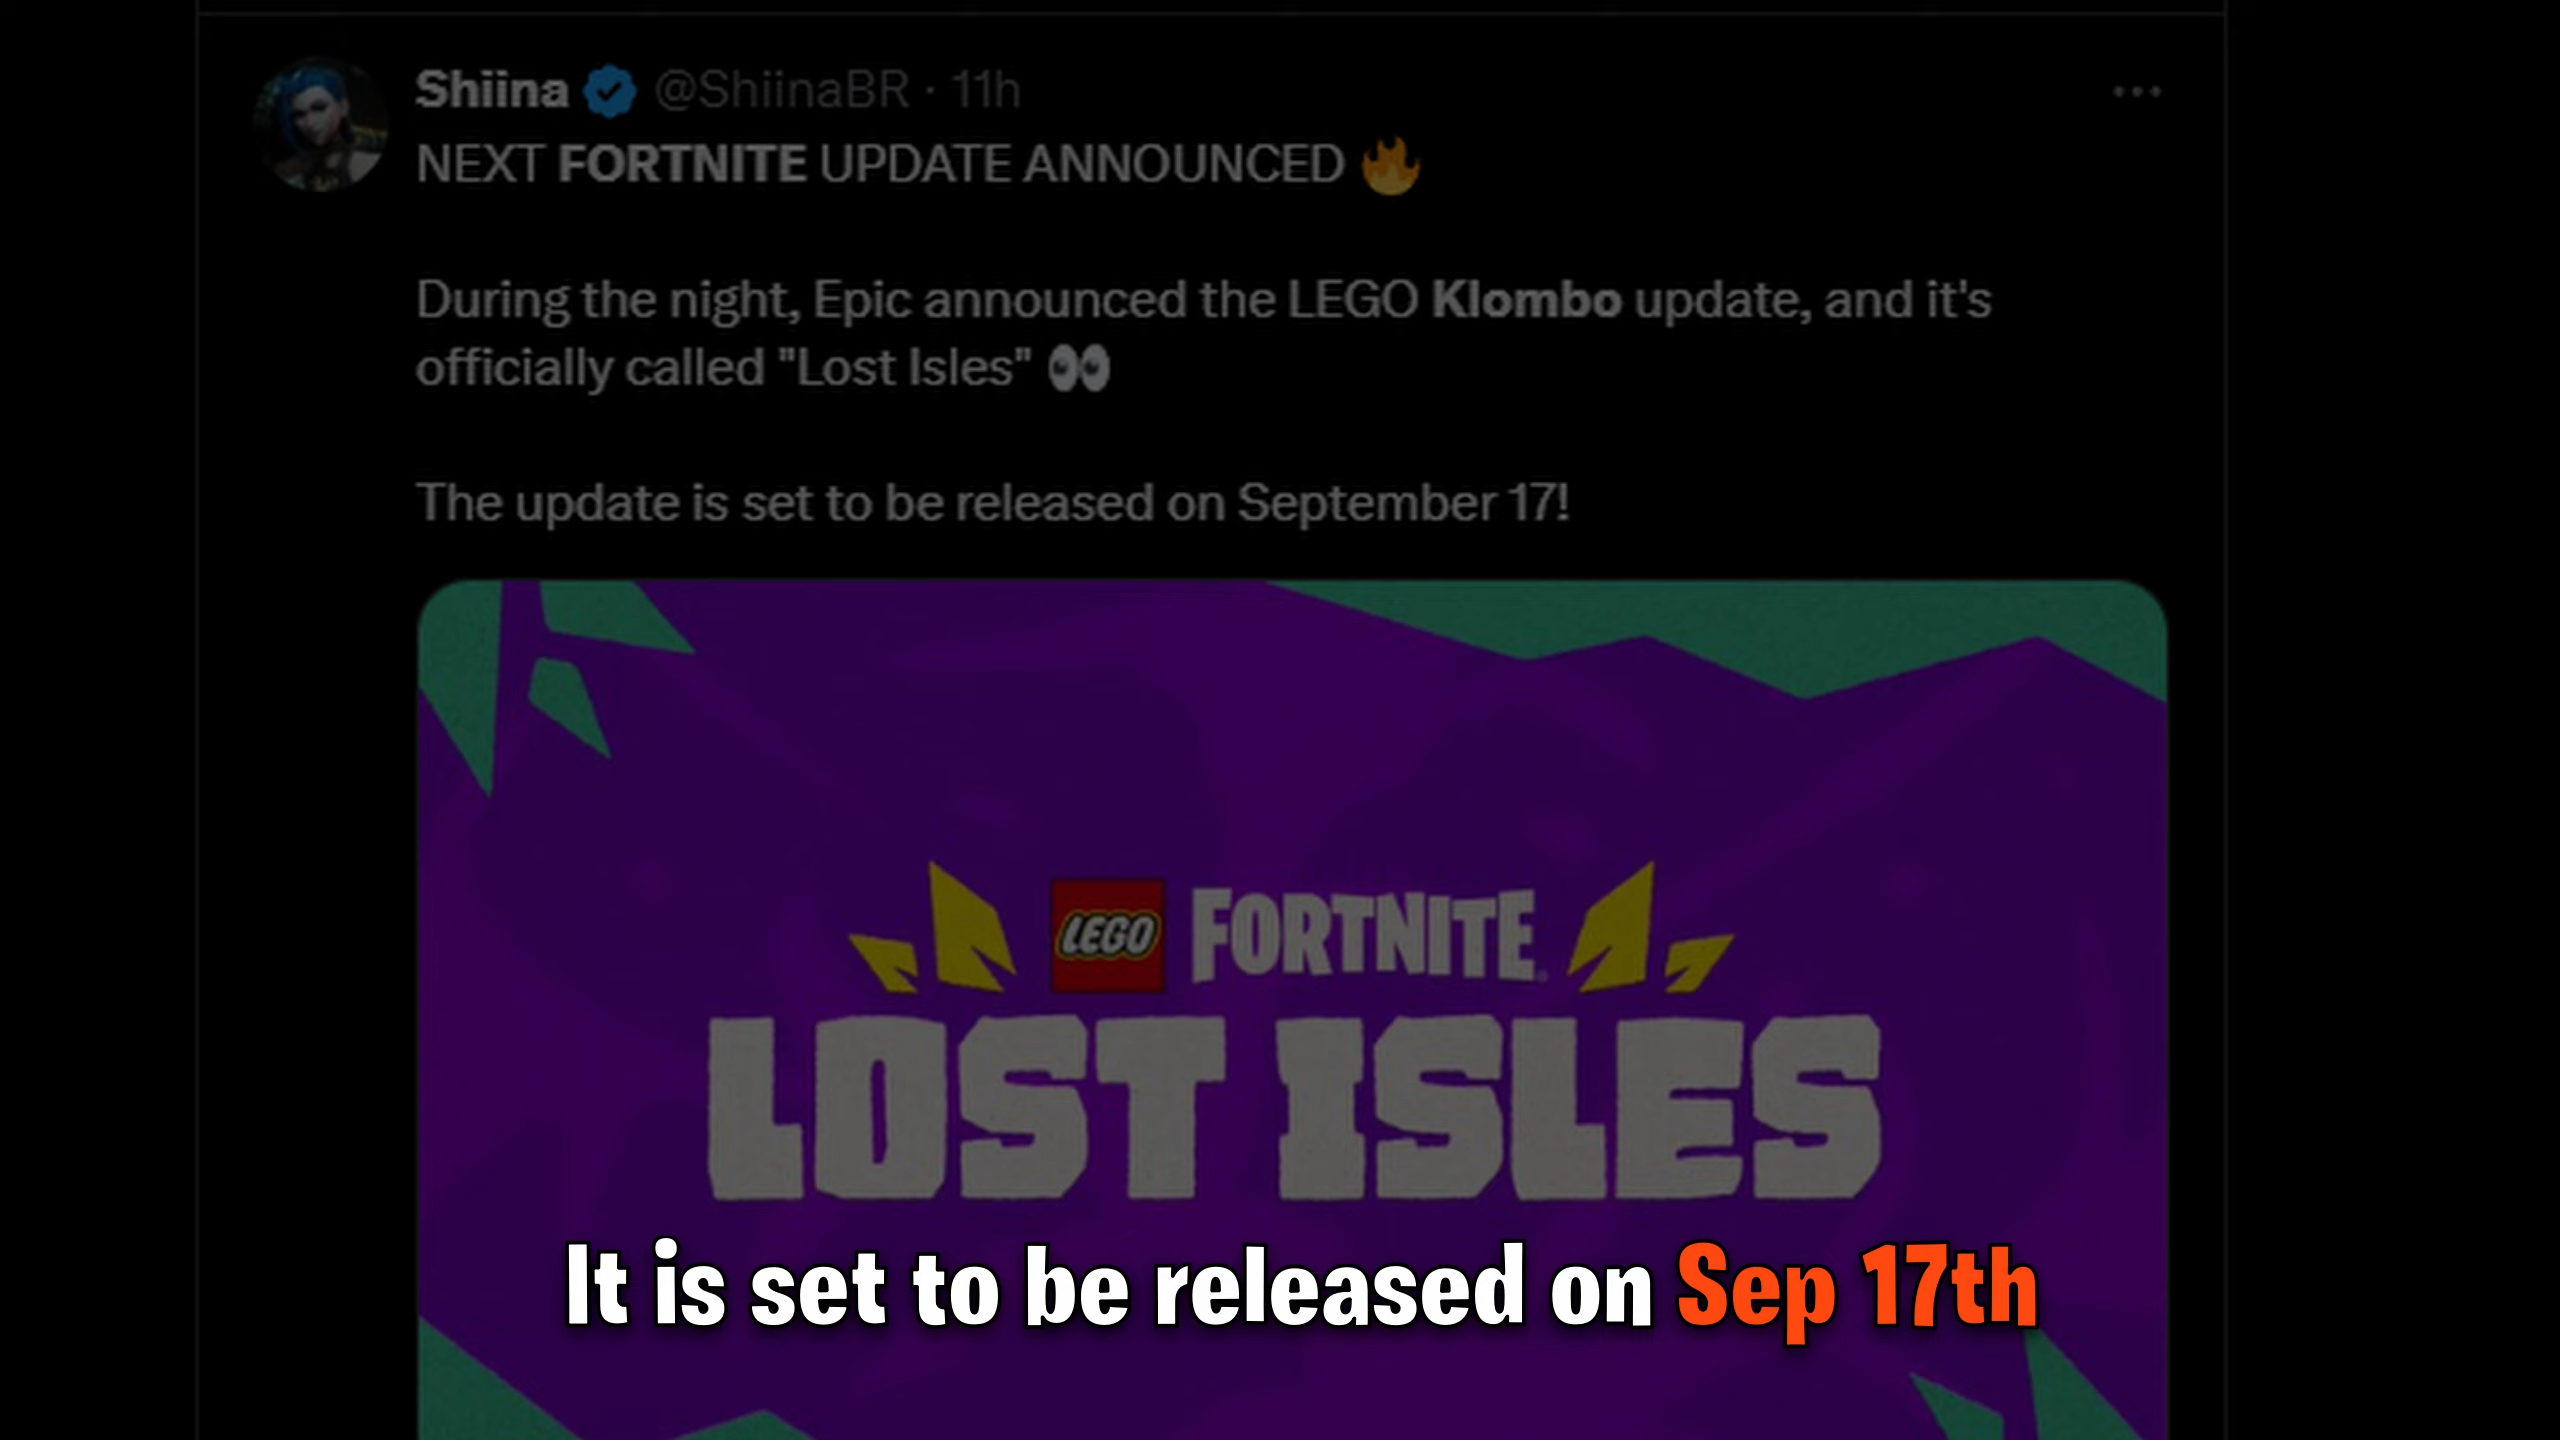 Shiina @ShiinaBR · 11h
NEXT FORTNITE UPDATE ANNOUNCED 🔥
During the night, Epic announced the LEGO Klombo update, and it's
officially called "Lost Isles" 👀
The update is set to be released on September 17!
LEGO FORTNITE
LOST ISLES
It is set to be released on Sep 17th